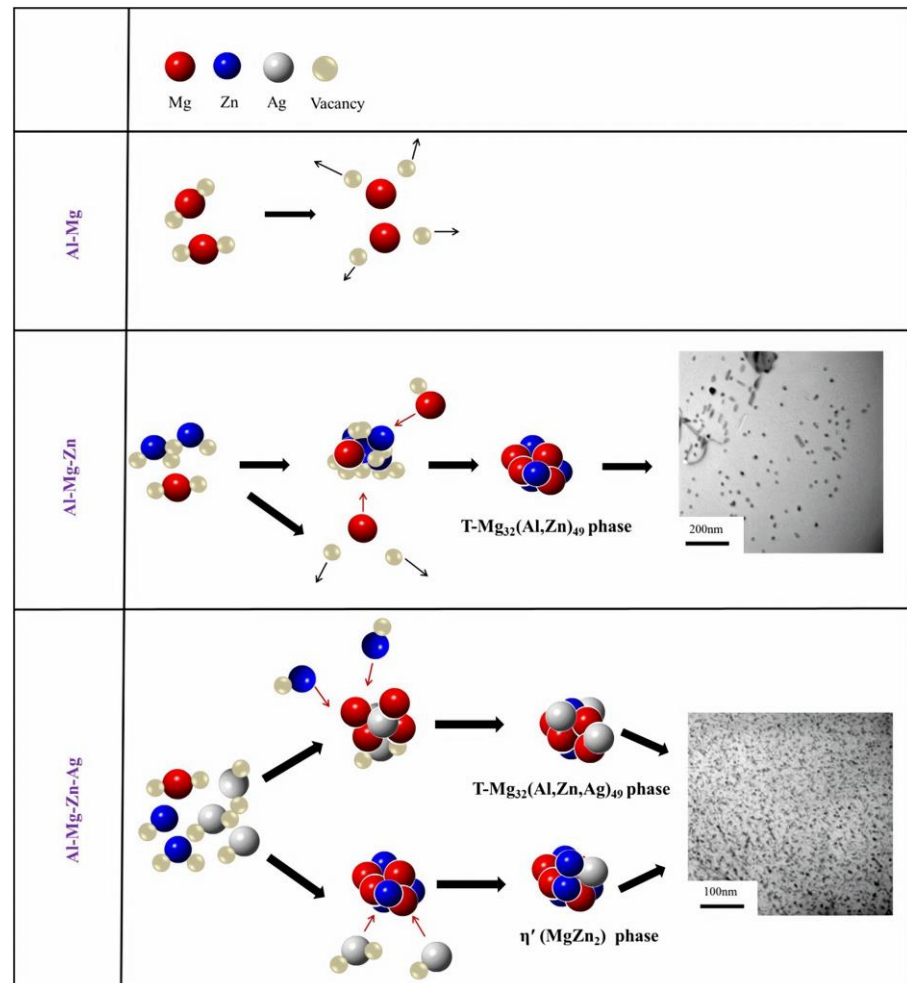 Mg Zn Ag Vacancy
Al-Mg
Al-Mg-Zn
T-Mg₃₂(Al,Zn)₄₉ phase
200nm
Al-Mg-Zn-Ag
T-Mg₃₂(Al,Zn,Ag)₄₉ phase
η′ (MgZn₂) phase
100nm